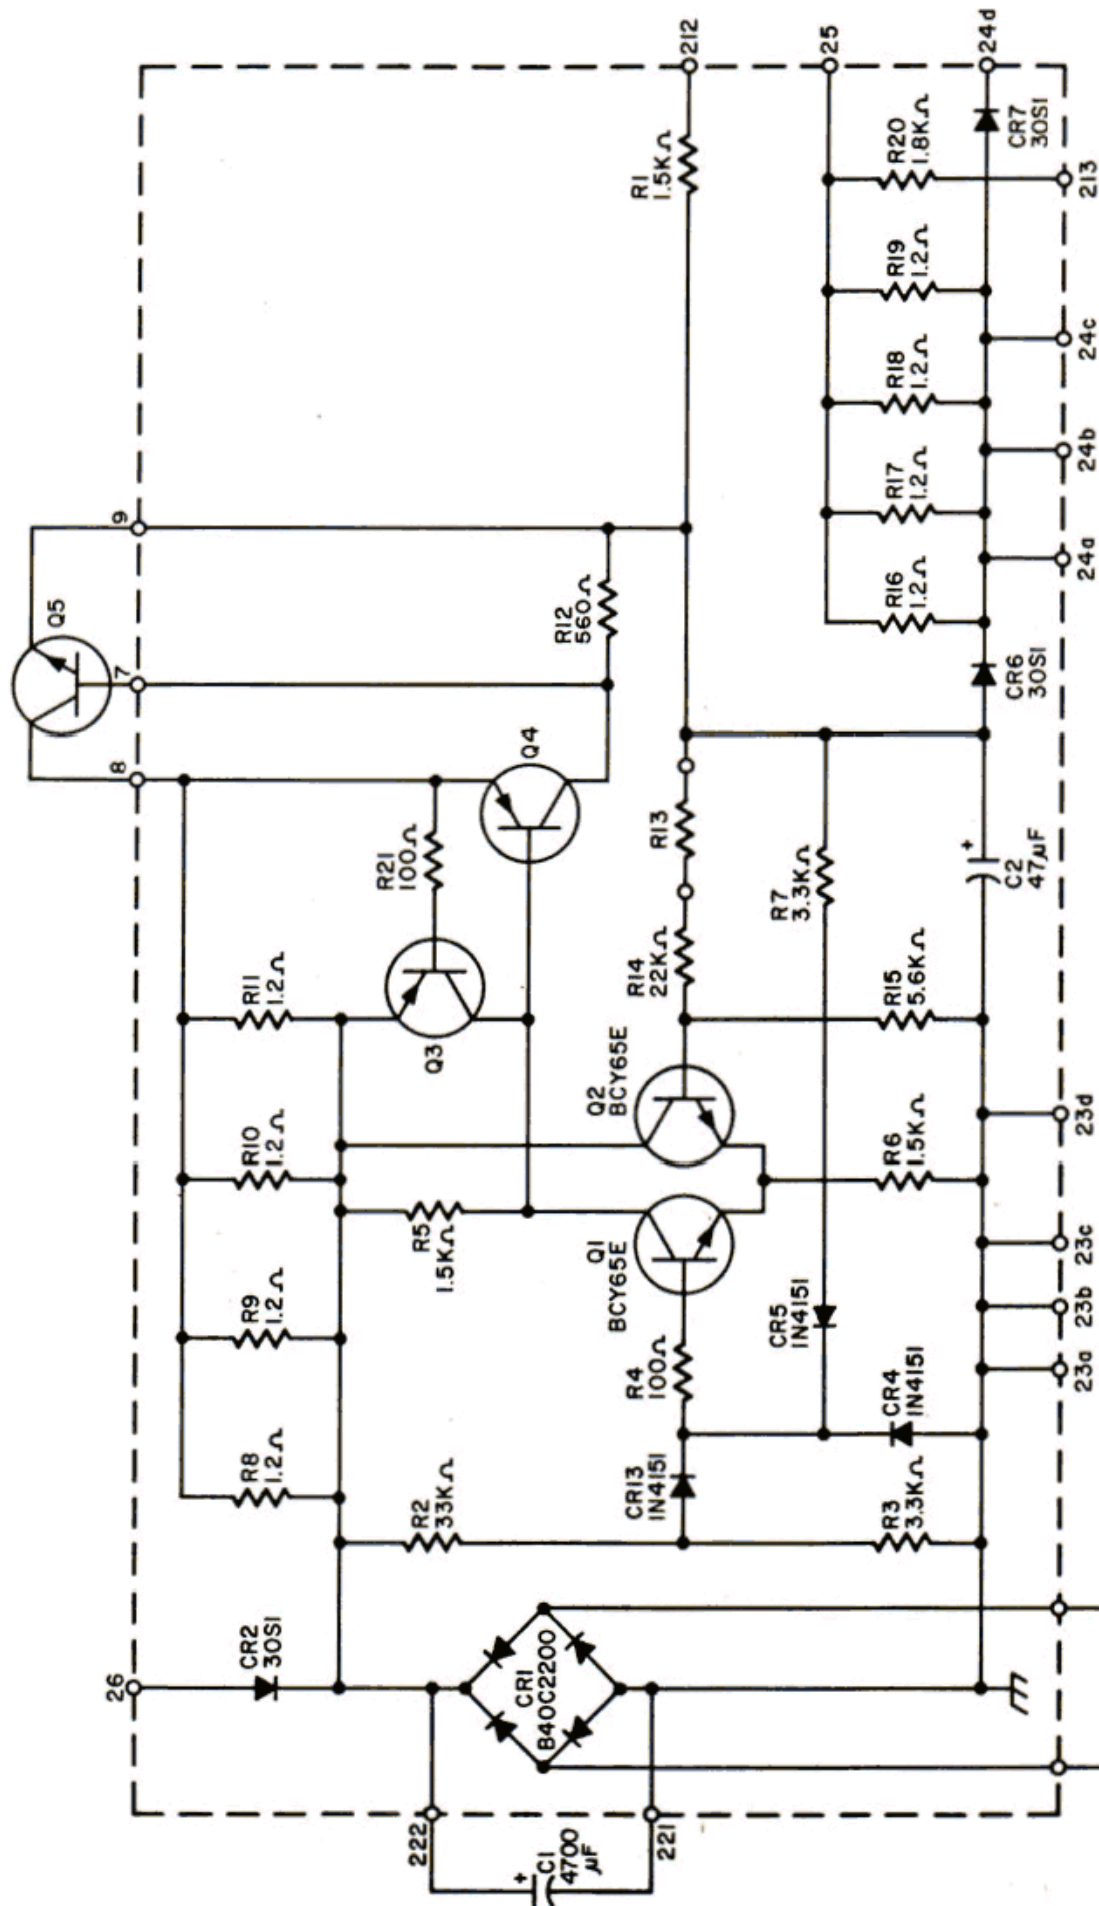 26
CR2
30S1
222
C1
4700
µF
+
221
CR1
B40C2200
R8
1.2Ω
R9
1.2Ω
R10
1.2Ω
R11
1.2Ω
8
7
9
Q5
R2
33KΩ
R5
1.5KΩ
Q3
R21
100Ω
Q4
R12
560Ω
R1
1.5KΩ
212
CR13
1N4151
R4
100Ω
Q1
BCY65E
Q2
BCY65E
R14
22KΩ
R13
CR5
1N4151
R7
3.3KΩ
R3
3.3KΩ
CR4
1N4151
R6
1.5KΩ
R15
5.6KΩ
+
C2
47µF
CR6
30S1
R16
1.2Ω
R17
1.2Ω
R18
1.2Ω
R19
1.2Ω
R20
1.8KΩ
25
CR7
30S1
24d
23a
23b
23c
23d
24a
24b
24c
213